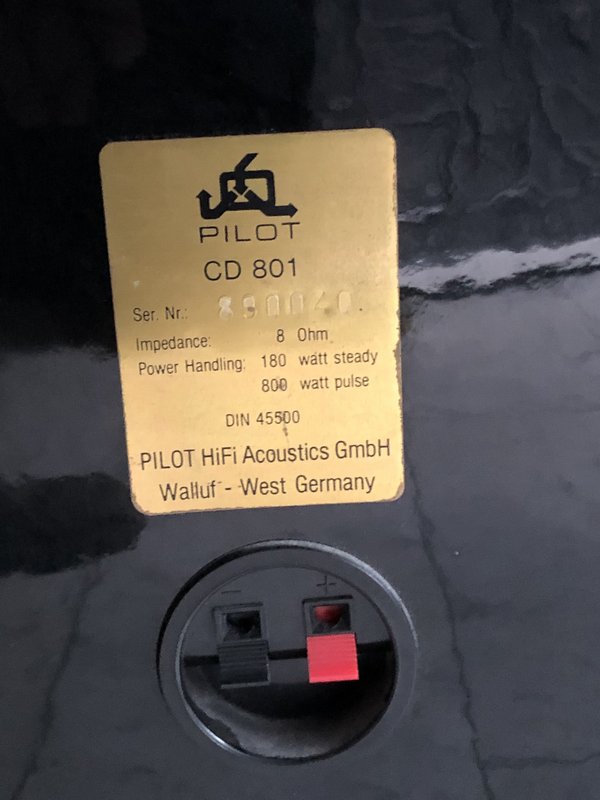 PILOT
CD 801
Ser. Nr.: 890040
Impedance: 8 Ohm
Power Handling: 180 watt steady
800 watt pulse
DIN 45500
PILOT HiFi Acoustics GmbH
Walluf - West Germany
- +